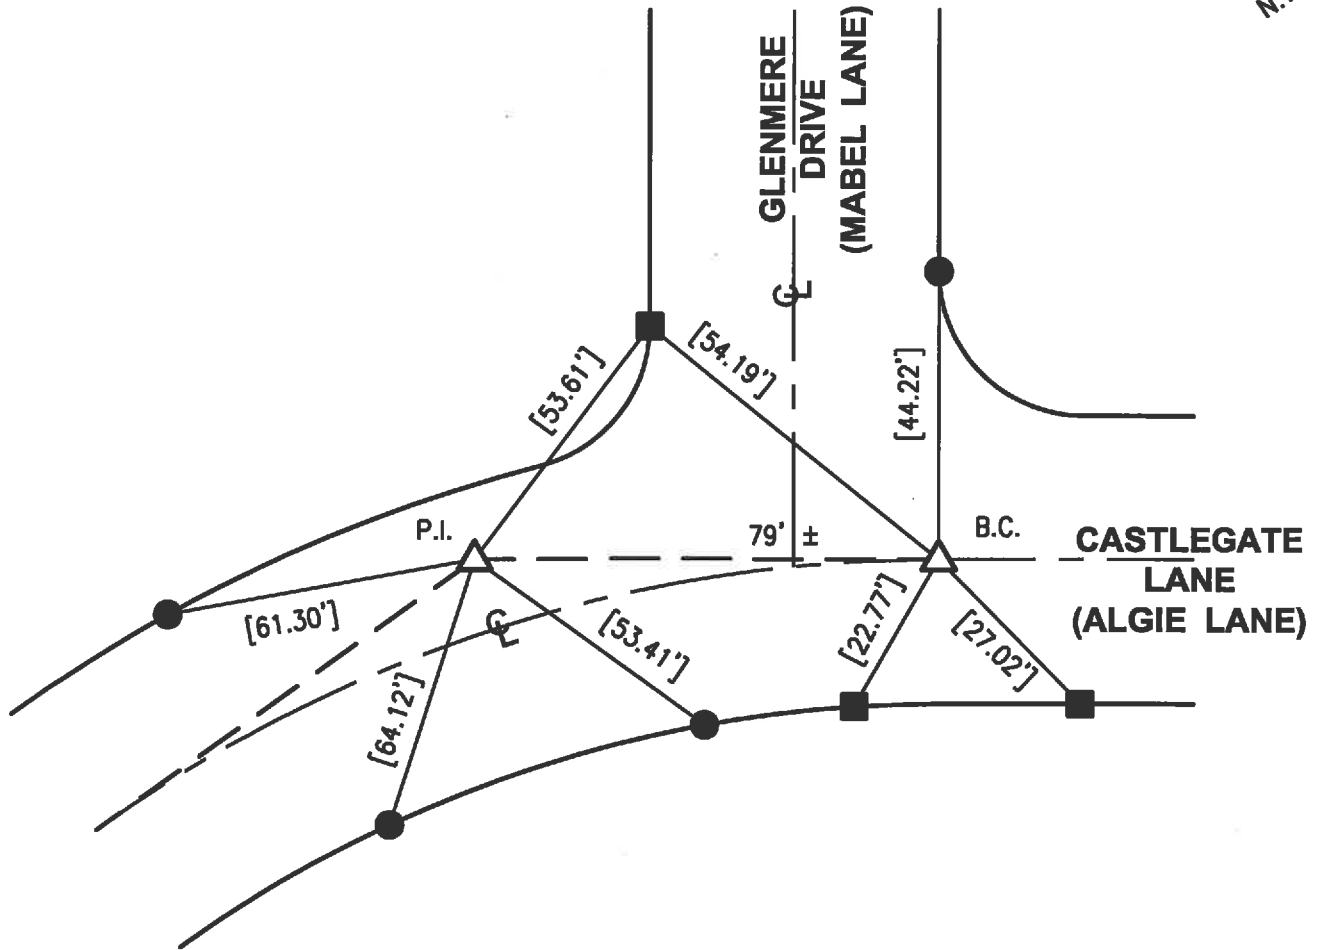 N.
GLENMERE
DRIVE
(MABEL LANE)
℄
[54.19']
[53.61']
[44.22']
P.I.
79' ±
B.C.
CASTLEGATE
LANE
(ALGIE LANE)
[61.30']
℄
[53.41']
[22.77']
[27.02']
[64.12']